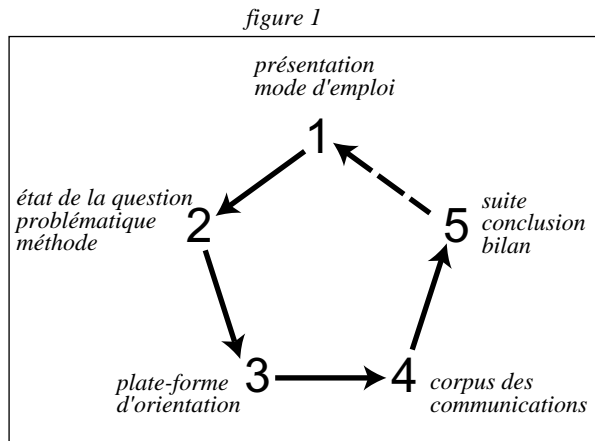 figure 1
présentation
mode d'emploi
1
état de la question
problématique
méthode
2
5
suite
conclusion
bilan
plate-forme
d'orientation
3
4
corpus des
communications